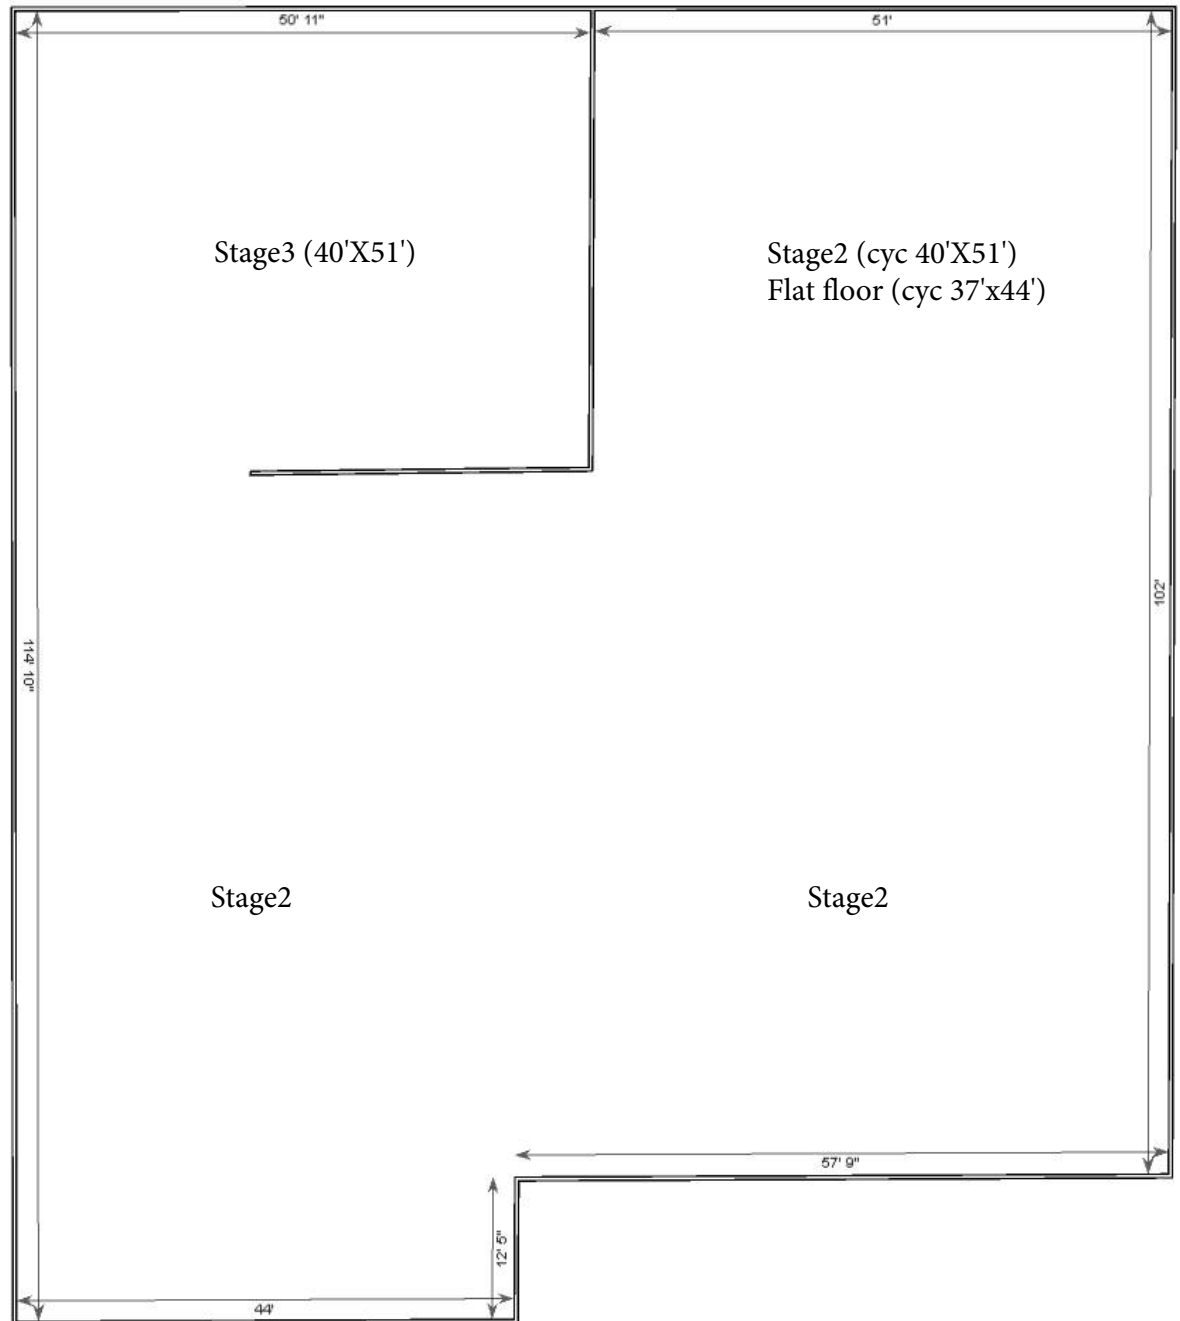 50' 11"
51'
Stage3 (40'X51')
Stage2 (cyc 40'X51')
Flat floor (cyc 37'x44')
102'
114' 10"
Stage2
Stage2
57' 9"
12' 5"
44'